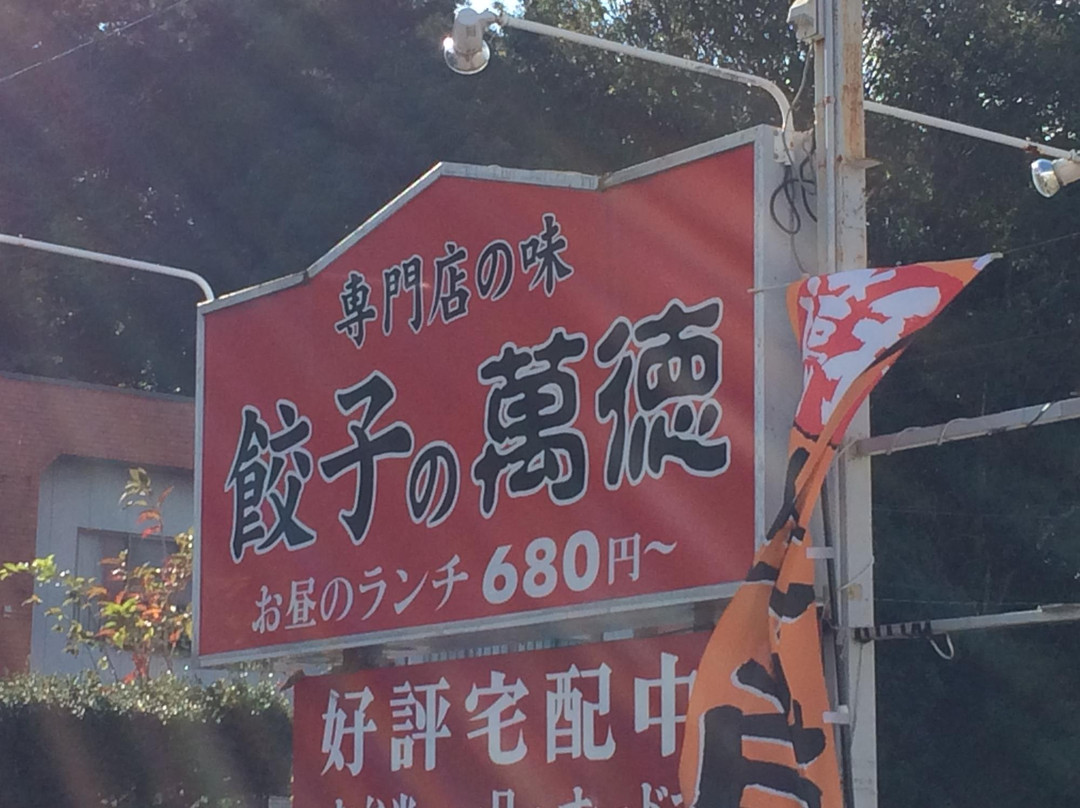 専門店の味
餃子の萬徳
お昼のランチ 680円〜
好評宅配中